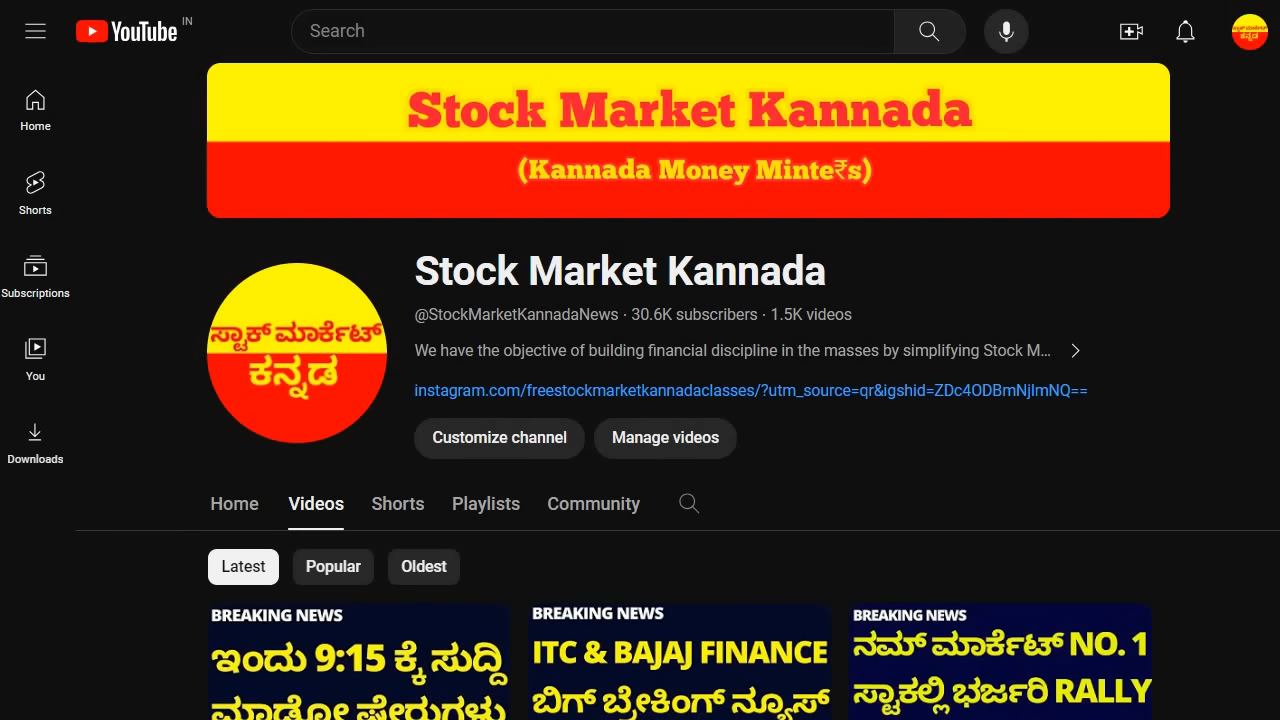 YouTube IN
Search
Home
Shorts
Subscriptions
You
Downloads
Stock Market Kannada
(Kannada Money Minte₹s)
ಸ್ಟಾಕ್ ಮಾರ್ಕೆಟ್
ಕನ್ನಡ
Stock Market Kannada
@StockMarketKannadaNews · 30.6K subscribers · 1.5K videos
We have the objective of building financial discipline in the masses by simplifying Stock M...
instagram.com/freestockmarketkannadaclasses/?utm_source=qr&igshid=ZDc4ODBmNjlmNQ==
Customize channel Manage videos
Home Videos Shorts Playlists Community
Latest Popular Oldest
BREAKING NEWS
ಇಂದು 9:15 ಕ್ಕೆ ಸುದ್ದಿ
ಮಾಡೋ ಷೇರುಗಳು
BREAKING NEWS
ITC & BAJAJ FINANCE
ಬಿಗ್ ಬ್ರೇಕಿಂಗ್ ನ್ಯೂಸ್
BREAKING NEWS
ನಮ್ ಮಾರ್ಕೆಟ್ NO. 1
ಸ್ಟಾಕಲ್ಲಿ ಭರ್ಜರಿ RALLY